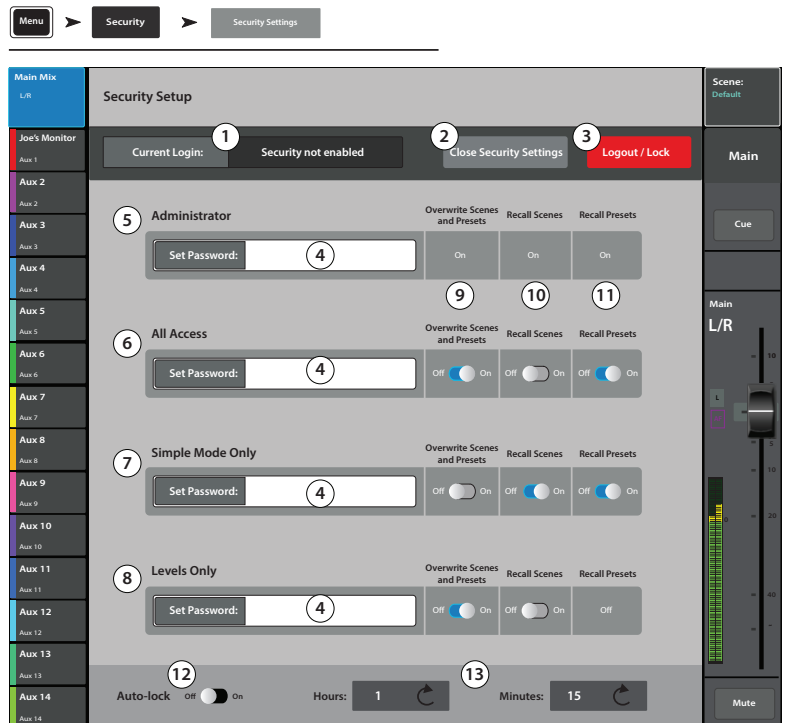 Menu
Security
Security Settings
Main Mix
L/R
Security Setup
Scene:
Default
1
2
3
Current Login:
Security not enabled
Close Security Settings
Logout / Lock
Joe's Monitor
Aux 1
Aux 2
Aux 2
Aux 3
Aux 3
Aux 4
Aux 4
Aux 5
Aux 5
Aux 6
Aux 6
Aux 7
Aux 7
Aux 8
Aux 8
Aux 9
Aux 9
Aux 10
Aux 10
Aux 11
Aux 11
Aux 12
Aux 12
Aux 13
Aux 13
Aux 14
Aux 14
5
Administrator
Overwrite Scenes
and Presets
Recall Scenes
Recall Presets
Set Password:
4
On
On
On
9
10
11
6
All Access
Overwrite Scenes
and Presets
Recall Scenes
Recall Presets
Set Password:
4
Off On
Off On
Off On
7
Simple Mode Only
Overwrite Scenes
and Presets
Recall Scenes
Recall Presets
Set Password:
4
Off On
Off On
Off On
8
Levels Only
Overwrite Scenes
and Presets
Recall Scenes
Recall Presets
Set Password:
4
Off On
Off On
Off
12
13
Auto-lock
Off On
Hours:
1
Minutes:
15
Main
Cue
Main
L/R
10
L
5
10
20
40
Mute